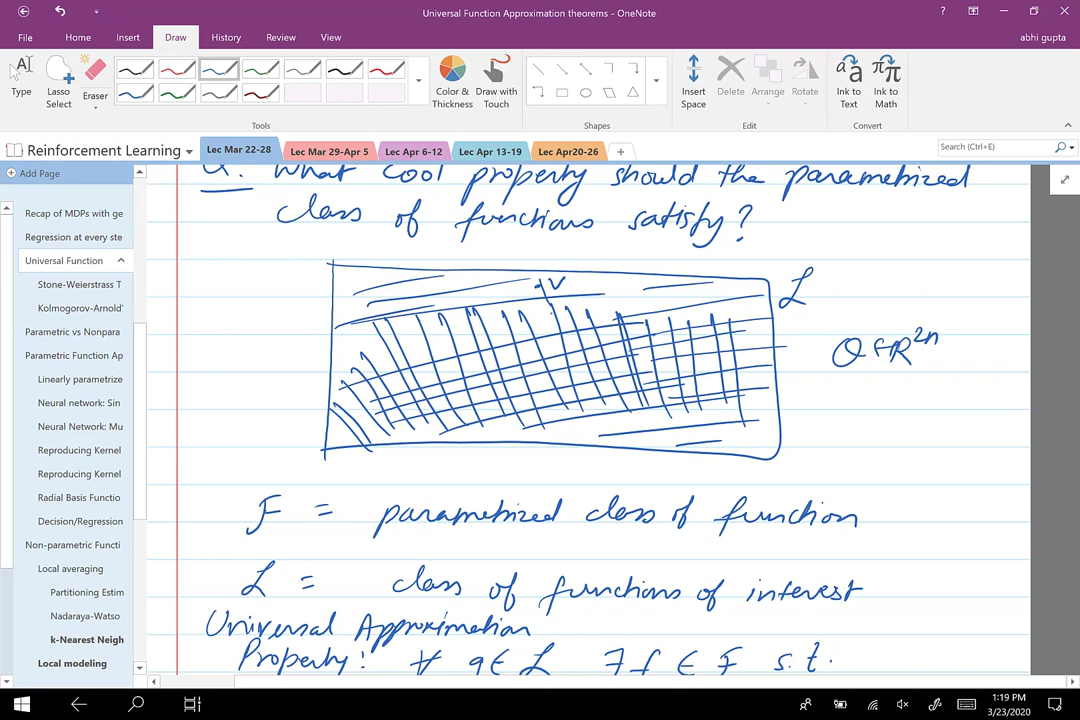 Universal Function Approximation theorems - OneNote
?
File
Home
Insert
Draw
History
Review
View
abhi gupta
Type
Lasso Select
Eraser
Color & Thickness
Draw with Touch
Insert Space
Delete
Arrange
Rotate
Ink to Text
Ink to Math
Tools
Shapes
Edit
Convert
Reinforcement Learning
Lec Mar 22-28
Lec Mar 29-Apr 5
Lec Apr 6-12
Lec Apr 13-19
Lec Apr20-26
Search (Ctrl+E)
Add Page
Recap of MDPs with ge
Regression at every ste
Universal Function
Stone-Weierstrass T
Kolmogorov-Arnold'
Parametric vs Nonpara
Parametric Function Ap
Linearly parametrize
Neural network: Sin
Neural Network: Mu
Reproducing Kernel
Reproducing Kernel
Radial Basis Functio
Decision/Regression
Non-parametric Functi
Local averaging
Partitioning Estim
Nadaraya-Watso
k-Nearest Neigh
Local modeling
Q. What cool property should the parametrized
class of functions satisfy?
V
L
θ ∈ R^2n
F = parametrized class of function
L = class of functions of interest
Universal Approximation
Property: ∀ g ∈ L ∃ f ∈ F s.t.
1:19 PM
3/23/2020